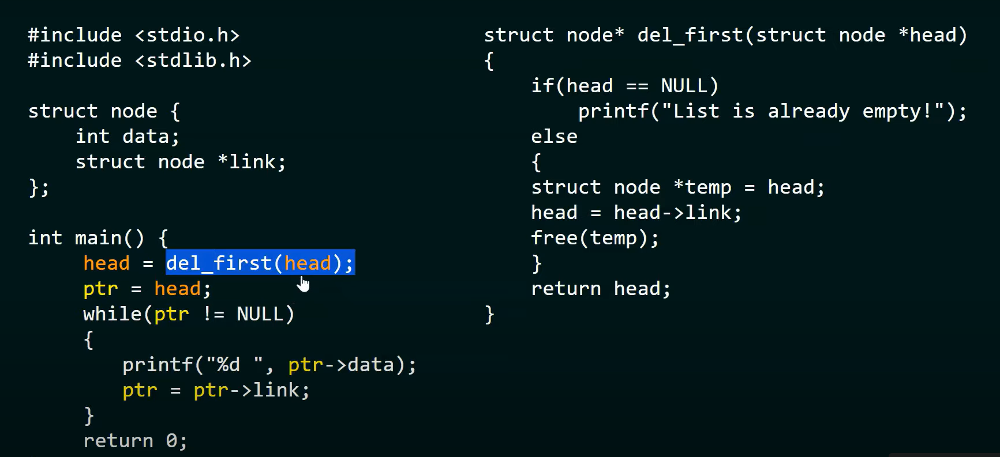 #include <stdio.h>
#include <stdlib.h>
struct node {
int data;
struct node *link;
};
int main() {
head = del_first(head);
ptr = head;
while(ptr != NULL)
{
printf("%d ", ptr->data);
ptr = ptr->link;
}
return 0;
struct node* del_first(struct node *head)
{
if(head == NULL)
printf("List is already empty!");
else
{
struct node *temp = head;
head = head->link;
free(temp);
}
return head;
}